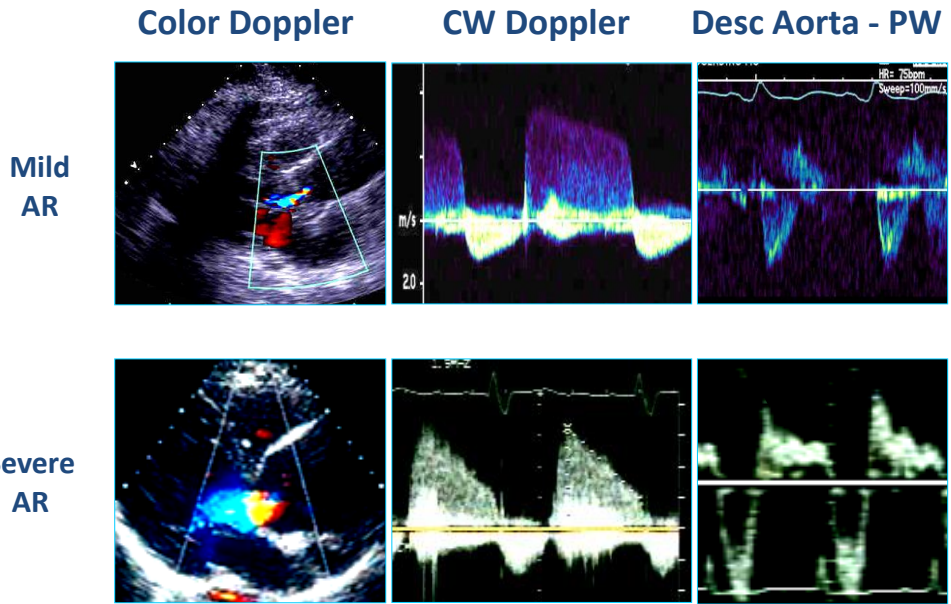 Color Doppler
CW Doppler
Desc Aorta - PW
HR= 75bpm
Sweep=100mm/s
Mild
AR
m/s
2.0
evere
AR